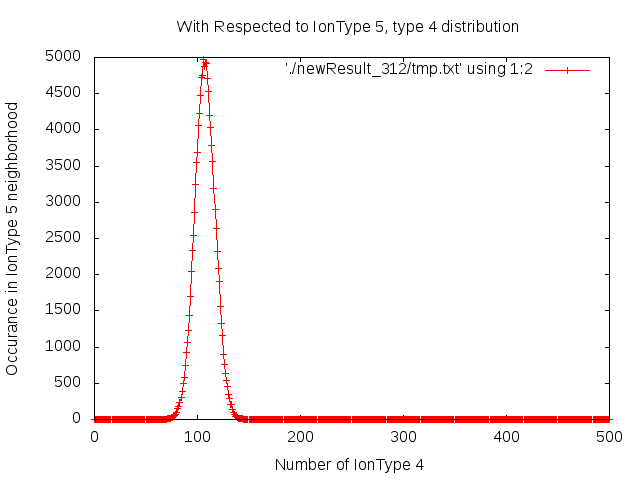 With Respected to IonType 5, type 4 distribution
'./newResult_312/tmp.txt' using 1:2
Occurance in IonType 5 neighborhood
5000
4500
4000
3500
3000
2500
2000
1500
1000
500
0
0 100 200 300 400 500
Number of IonType 4